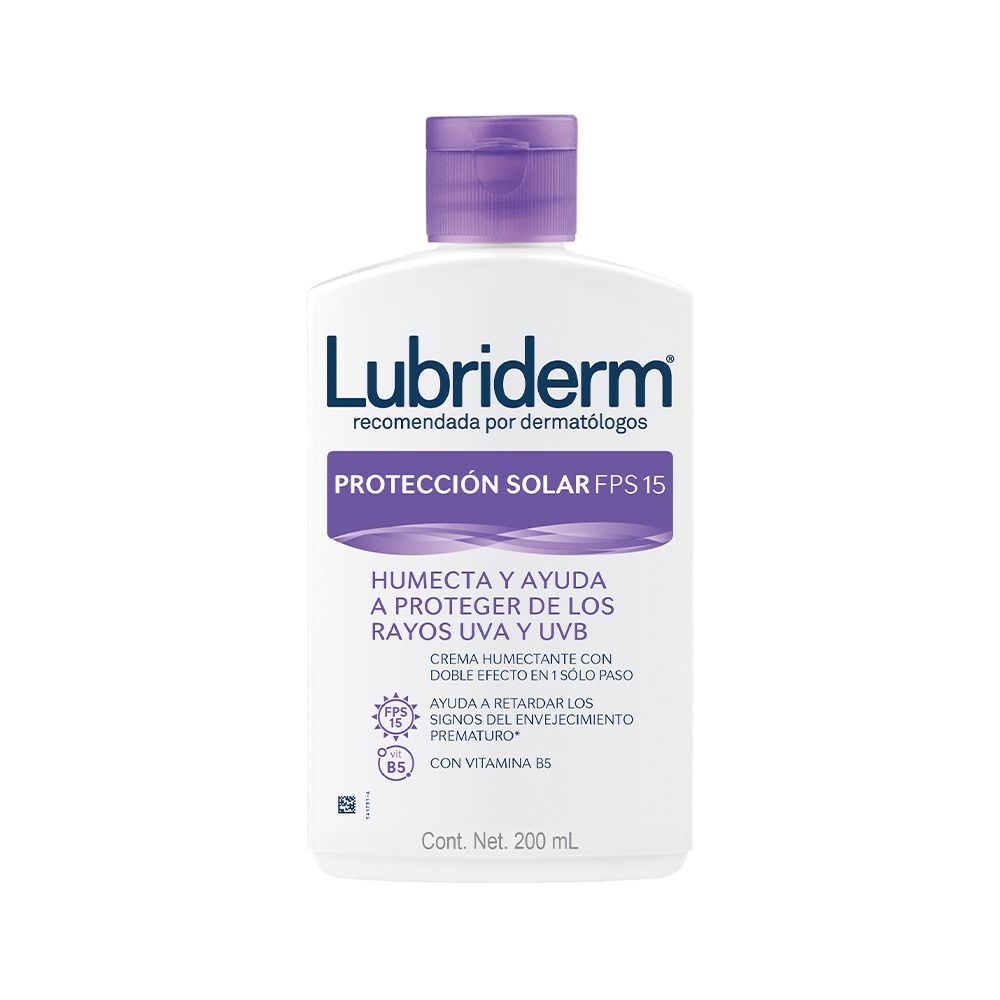 Lubriderm®
recomendada por dermatólogos
PROTECCIÓN SOLAR FPS 15
HUMECTA Y AYUDA
A PROTEGER DE LOS
RAYOS UVA Y UVB
CREMA HUMECTANTE CON
DOBLE EFECTO EN 1 SÓLO PASO
FPS
15
AYUDA A RETARDAR LOS
SIGNOS DEL ENVEJECIMIENTO
PREMATURO*
vit
B5
CON VITAMINA B5
Cont. Net. 200 mL